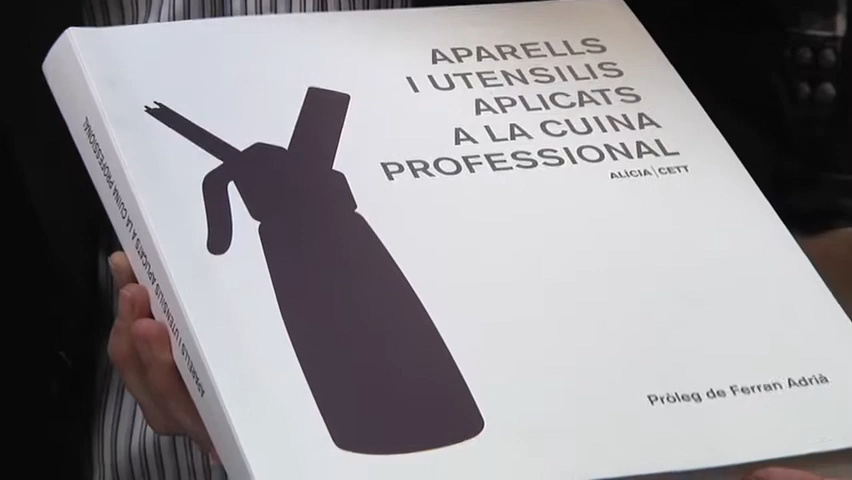 APARELLS
I UTENSILIS
APLICATS
A LA CUINA
PROFESSIONAL
ALÍCIA | CETT
Pròleg de Ferran Adrià
APARELLS I UTENSILIS APLICATS A LA CUINA PROFESSIONAL